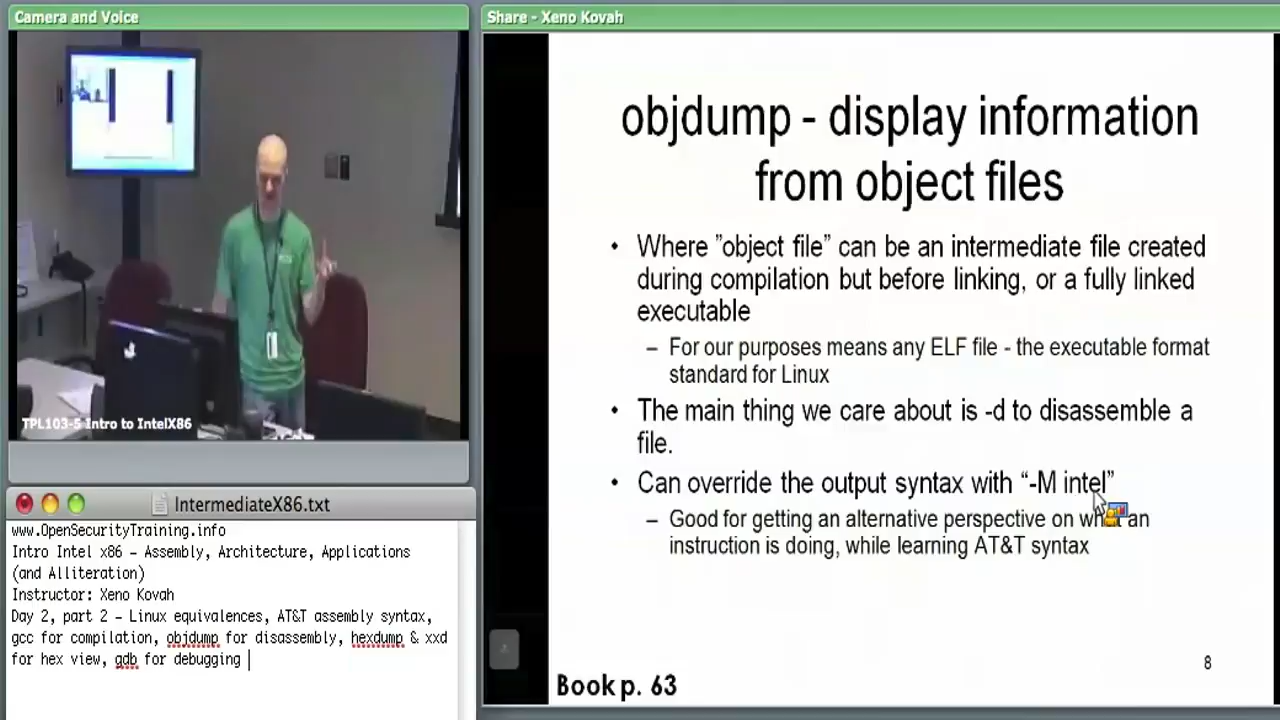 Camera and Voice
TPL103-5 Intro to IntelX86
IntermediateX86.txt
www.OpenSecurityTraining.info
Intro Intel x86 – Assembly, Architecture, Applications
(and Alliteration)
Instructor: Xeno Kovah
Day 2, part 2 – Linux equivalences, AT&T assembly syntax,
gcc for compilation, objdump for disassembly, hexdump & xxd
for hex view, gdb for debugging
Share - Xeno Kovah
objdump - display information
from object files
• Where ”object file” can be an intermediate file created
during compilation but before linking, or a fully linked
executable
– For our purposes means any ELF file - the executable format
standard for Linux
• The main thing we care about is -d to disassemble a
file.
• Can override the output syntax with “-M intel”
– Good for getting an alternative perspective on what an
instruction is doing, while learning AT&T syntax
8
Book p. 63